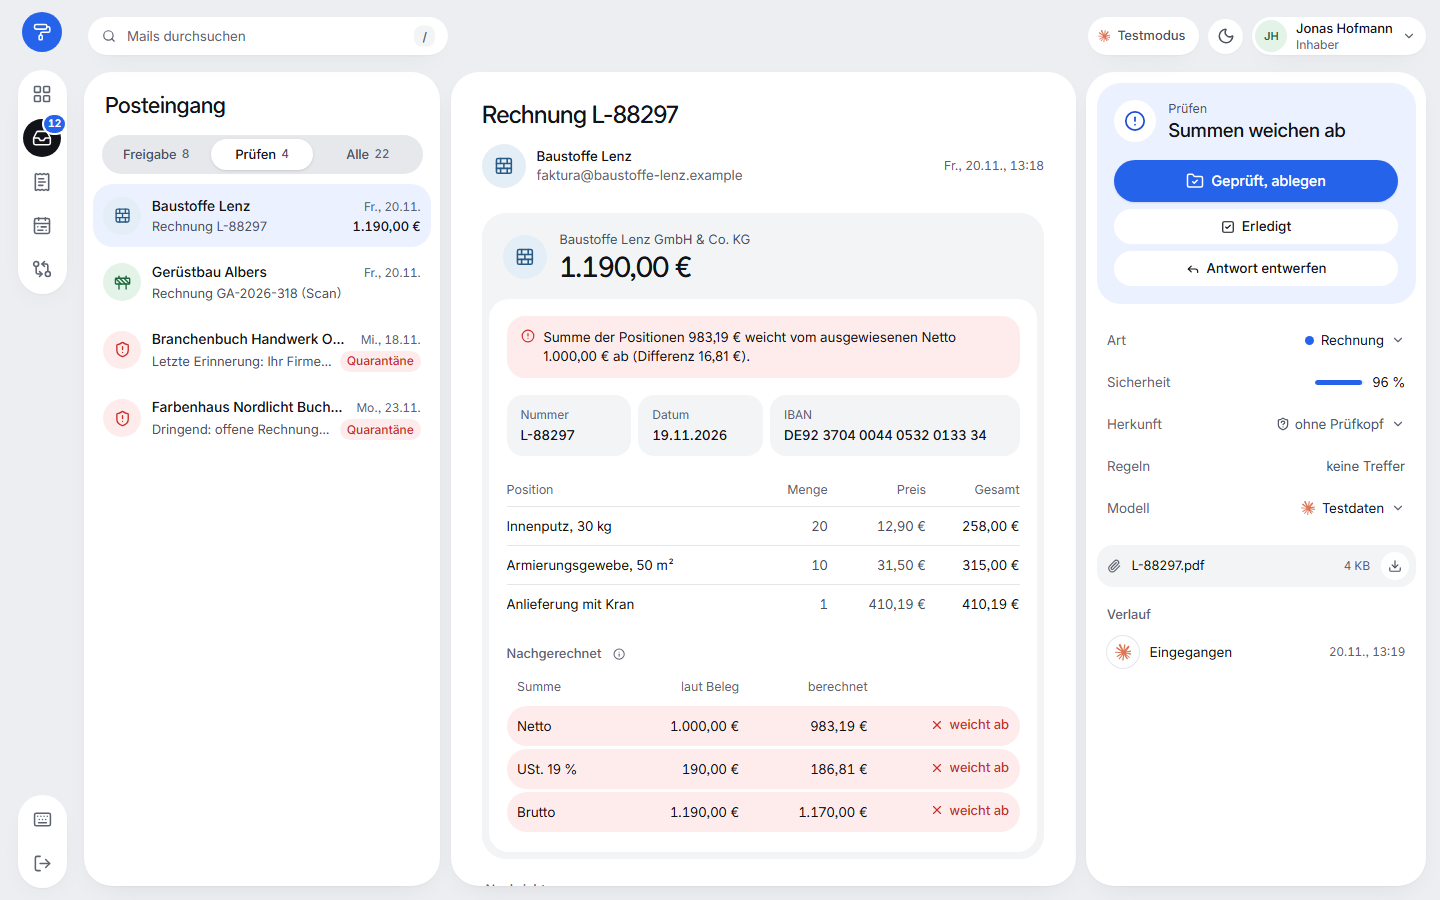 Mails durchsuchen
/
Testmodus
JH
Jonas Hofmann
Inhaber
12
Posteingang
Freigabe 8
Prüfen 4
Alle 22
Baustoffe Lenz
Fr., 20.11.
Rechnung L-88297
1.190,00 €
Gerüstbau Albers
Fr., 20.11.
Rechnung GA-2026-318 (Scan)
Branchenbuch Handwerk O...
Mi., 18.11.
Letzte Erinnerung: Ihr Firme...
Quarantäne
Farbenhaus Nordlicht Buch...
Mo., 23.11.
Dringend: offene Rechnung...
Quarantäne
Rechnung L-88297
Baustoffe Lenz
faktura@baustoffe-lenz.example
Fr., 20.11., 13:18
Baustoffe Lenz GmbH & Co. KG
1.190,00 €
Summe der Positionen 983,19 € weicht vom ausgewiesenen Netto
1.000,00 € ab (Differenz 16,81 €).
Nummer
L-88297
Datum
19.11.2026
IBAN
DE92 3704 0044 0532 0133 34
Position Menge Preis Gesamt
Innenputz, 30 kg 20 12,90 € 258,00 €
Armierungsgewebe, 50 m² 10 31,50 € 315,00 €
Anlieferung mit Kran 1 410,19 € 410,19 €
Nachgerechnet
Summe laut Beleg berechnet
Netto 1.000,00 € 983,19 € weicht ab
USt. 19 % 190,00 € 186,81 € weicht ab
Brutto 1.190,00 € 1.170,00 € weicht ab
Prüfen
Summen weichen ab
Geprüft, ablegen
Erledigt
Antwort entwerfen
Art Rechnung
Sicherheit 96 %
Herkunft ohne Prüfkopf
Regeln keine Treffer
Modell Testdaten
L-88297.pdf 4 KB
Verlauf
Eingegangen 20.11., 13:19